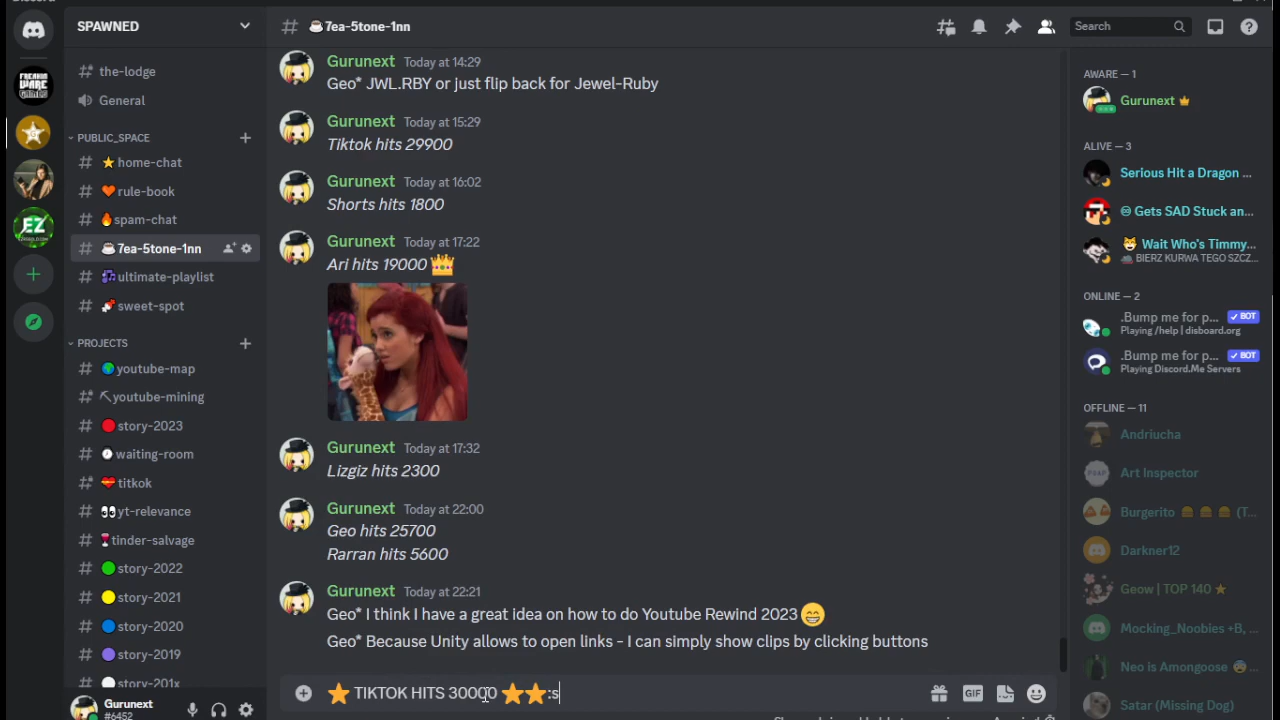 SPAWNED
the-lodge
General
PUBLIC_SPACE
⭐home-chat
🧡rule-book
🔥spam-chat
☕7ea-5tone-1nn
🎶ultimate-playlist
sweet-spot
PROJECTS
youtube-map
⛏youtube-mining
🔴story-2023
waiting-room
titkok
👀yt-relevance
🍷tinder-salvage
🟢story-2022
🟡story-2021
🔵story-2020
🟣story-2019
story-201x
Gurunext
#6452
FREAKIN WARE GAMERS
EZ
☕7ea-5tone-1nn
Search
Gurunext Today at 14:29
Geo* JWL.RBY or just flip back for Jewel-Ruby
Gurunext Today at 15:29
Tiktok hits 29900
Gurunext Today at 16:02
Shorts hits 1800
Gurunext Today at 17:22
Ari hits 19000 👑
Gurunext Today at 17:32
Lizgiz hits 2300
Gurunext Today at 22:00
Geo hits 25700
Rarran hits 5600
Gurunext Today at 22:21
Geo* I think I have a great idea on how to do Youtube Rewind 2023 😁
Geo* Because Unity allows to open links - I can simply show clips by clicking buttons
⭐ TIKTOK HITS 30000 ⭐⭐:s
GIF
AWARE — 1
Gurunext
ALIVE — 3
Serious Hit a Dragon ...
♾ Gets SAD Stuck an...
Wait Who's Timmy...
BIERZ KURWA TEGO SZCZ...
ONLINE — 2
.Bump me for p... ✓ BOT
Playing /help | disboard.org
.Bump me for p... ✓ BOT
Playing Discord.Me Servers
OFFLINE — 11
Andriucha
Art Inspector
Burgerito 🍔 🍔 🍔 (T...
Darkner12
Geow | TOP 140 ⭐
Mocking_Noobies +B, ...
Neo is Amongoose ...
Satar (Missing Dog)